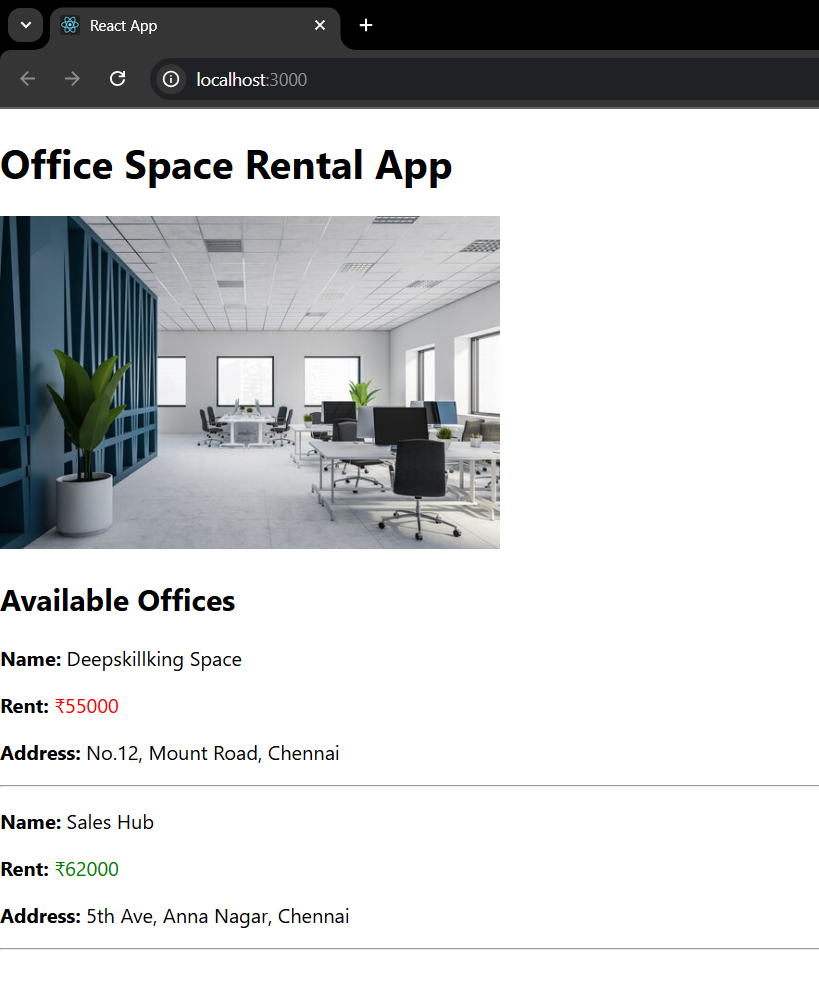 React App
localhost:3000
Office Space Rental App
Available Offices
Name: Deepskillking Space
Rent: ₹55000
Address: No.12, Mount Road, Chennai
Name: Sales Hub
Rent: ₹62000
Address: 5th Ave, Anna Nagar, Chennai